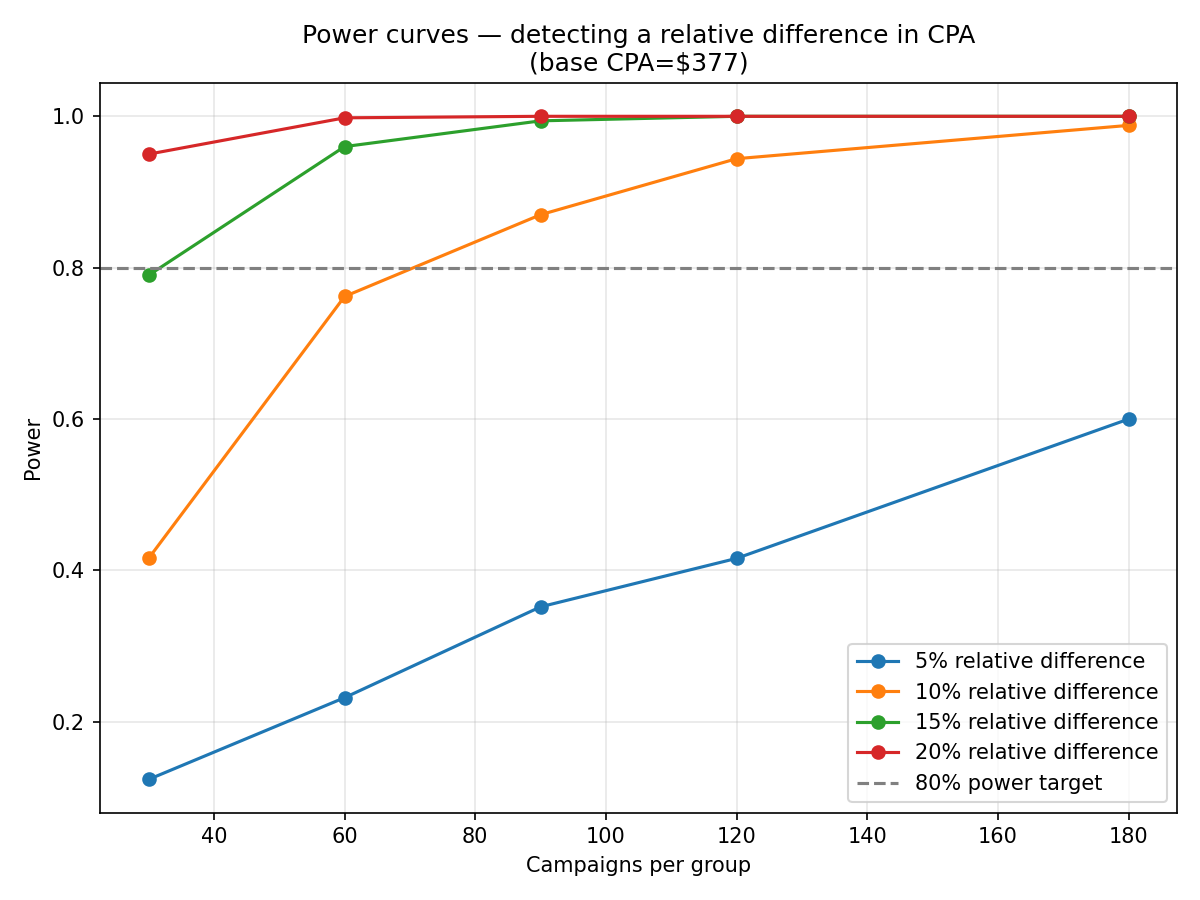 Power curves — detecting a relative difference in CPA
(base CPA=$377)
1.0
0.8
0.6
0.4
0.2
Power
40
60
80
100
120
140
160
180
Campaigns per group
5% relative difference
10% relative difference
15% relative difference
20% relative difference
80% power target